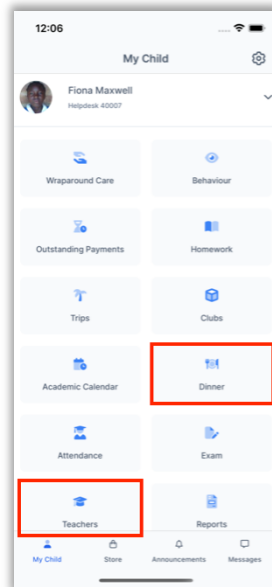 12:06
My Child
Fiona Maxwell
Helpdesk 40007
Wraparound Care
Behaviour
Outstanding Payments
Homework
Trips
Clubs
Academic Calendar
Dinner
Attendance
Exam
Teachers
Reports
My Child
Store
Announcements
Messages